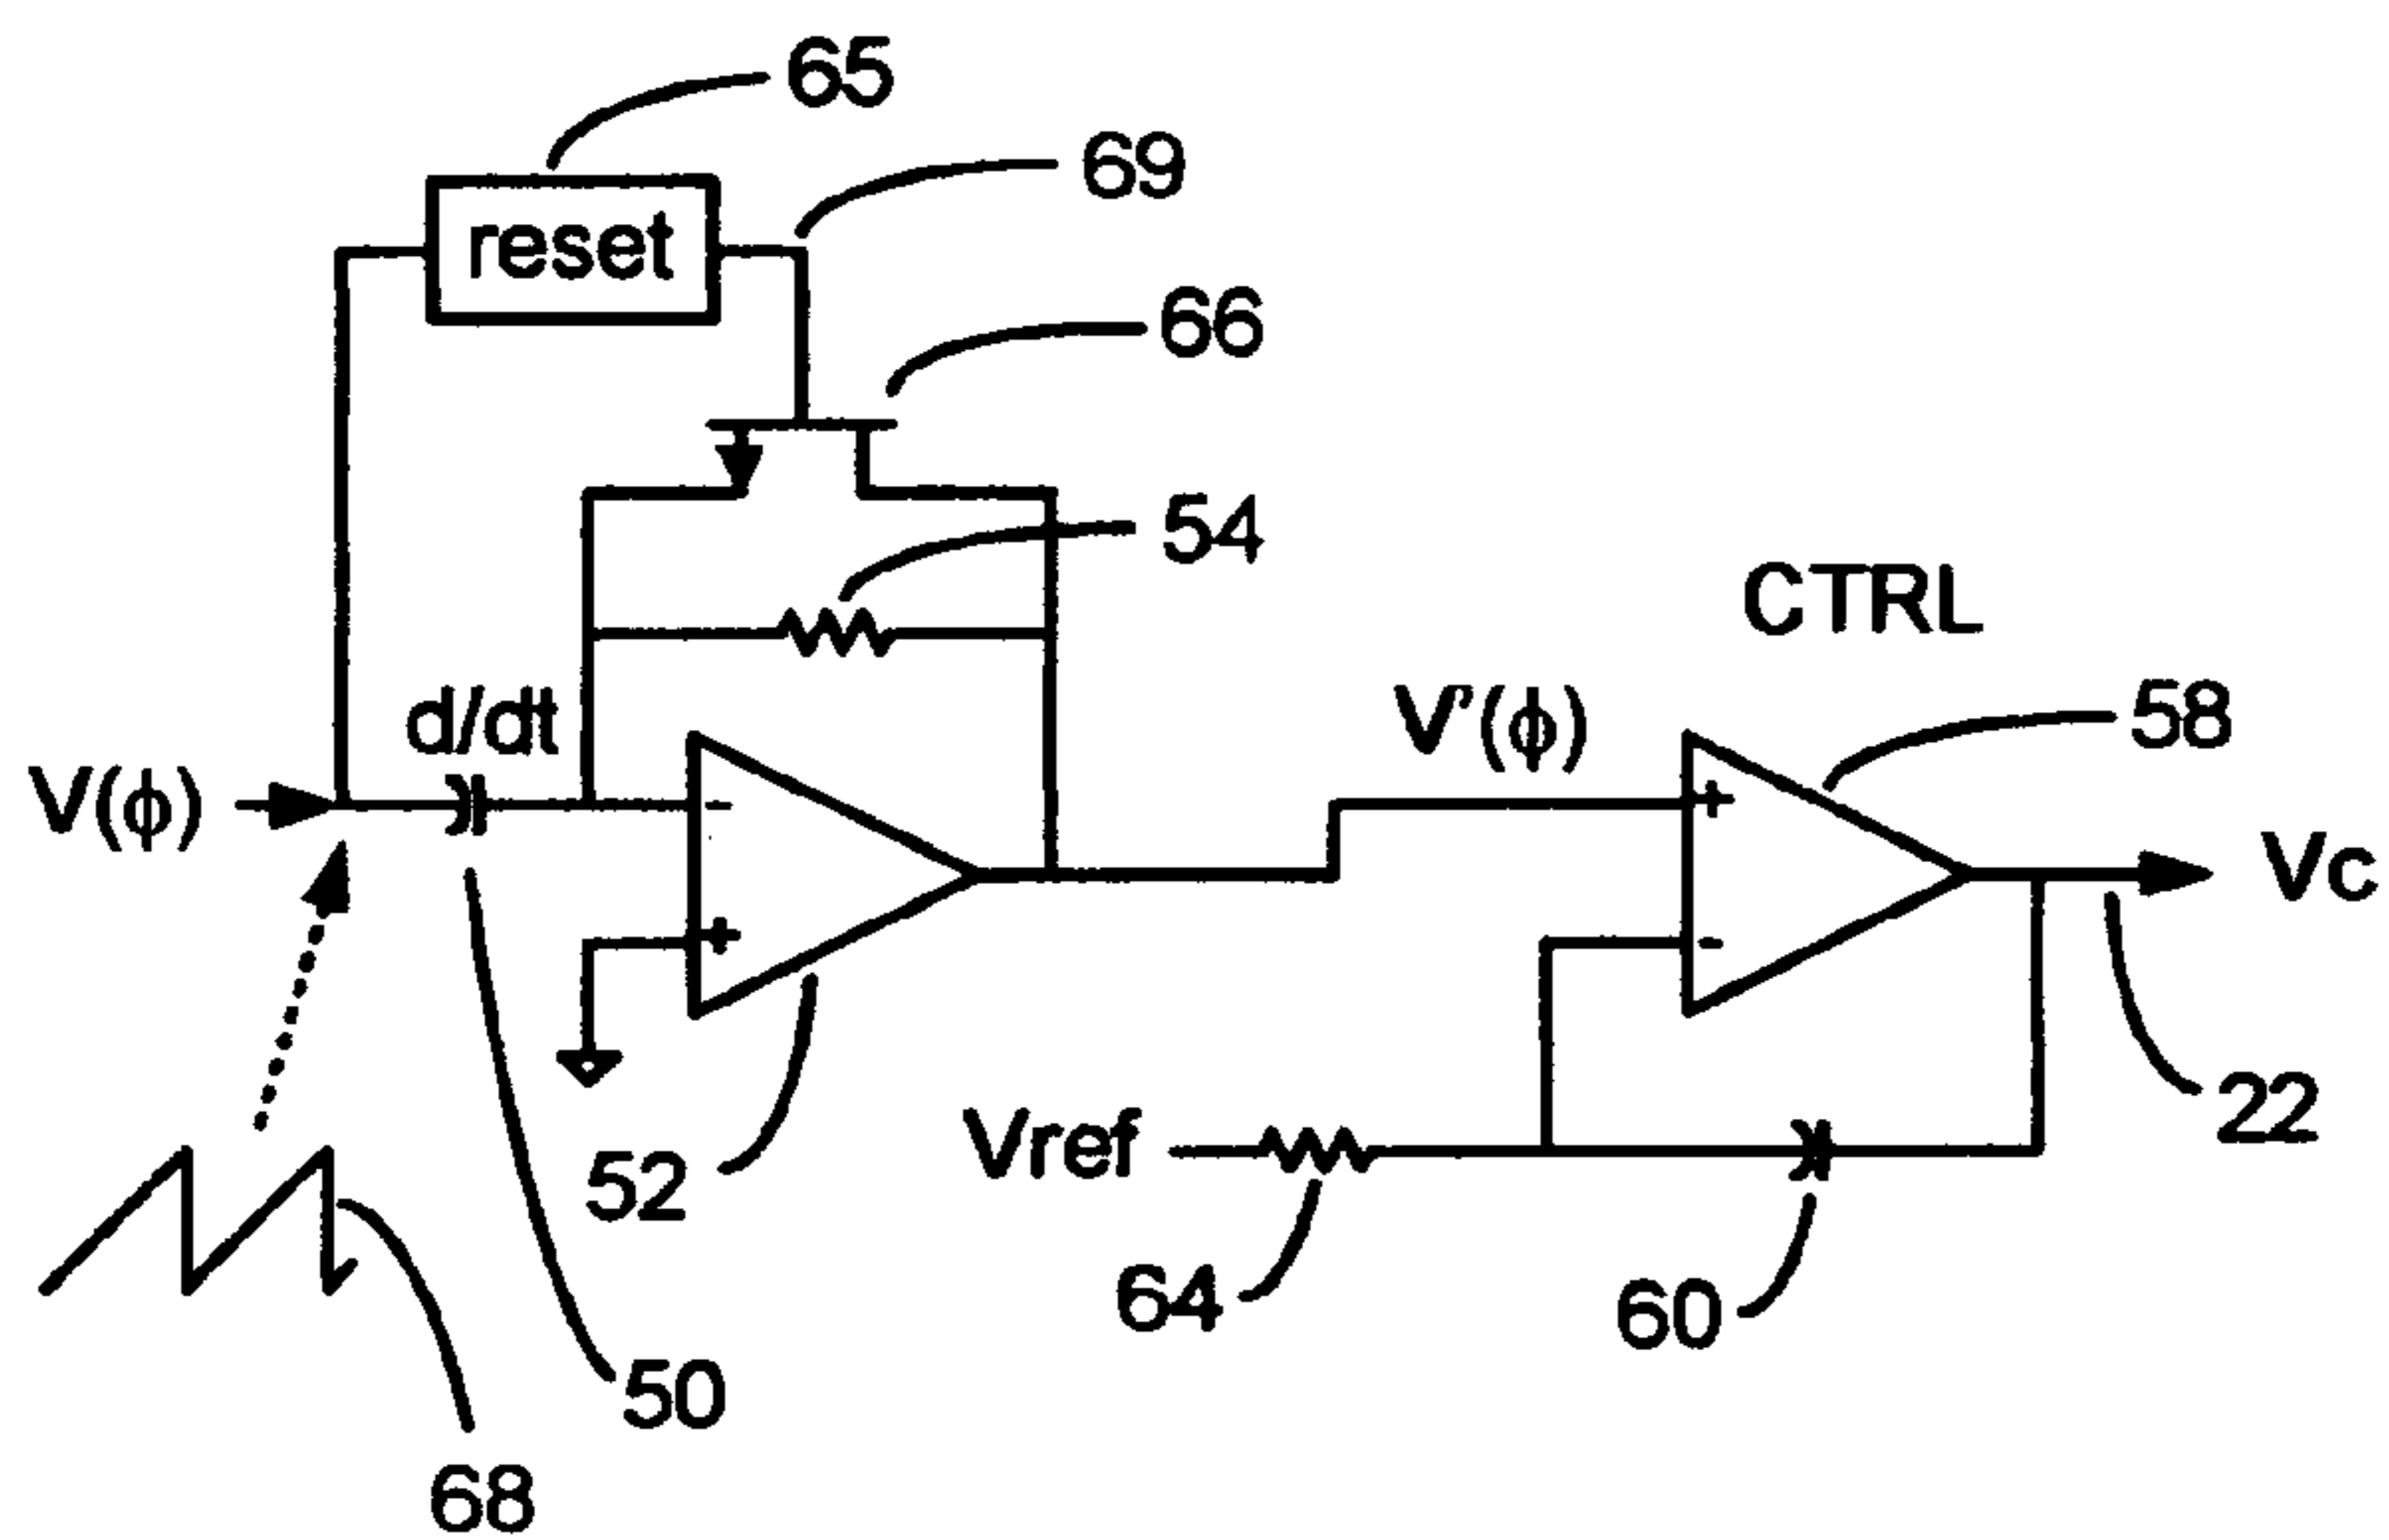 65
69
reset
66
54
CTRL
d/dt
V'(ϕ)
58
V(ϕ)
-
+
Vc
+
-
Vref
22
52
64
60
50
68